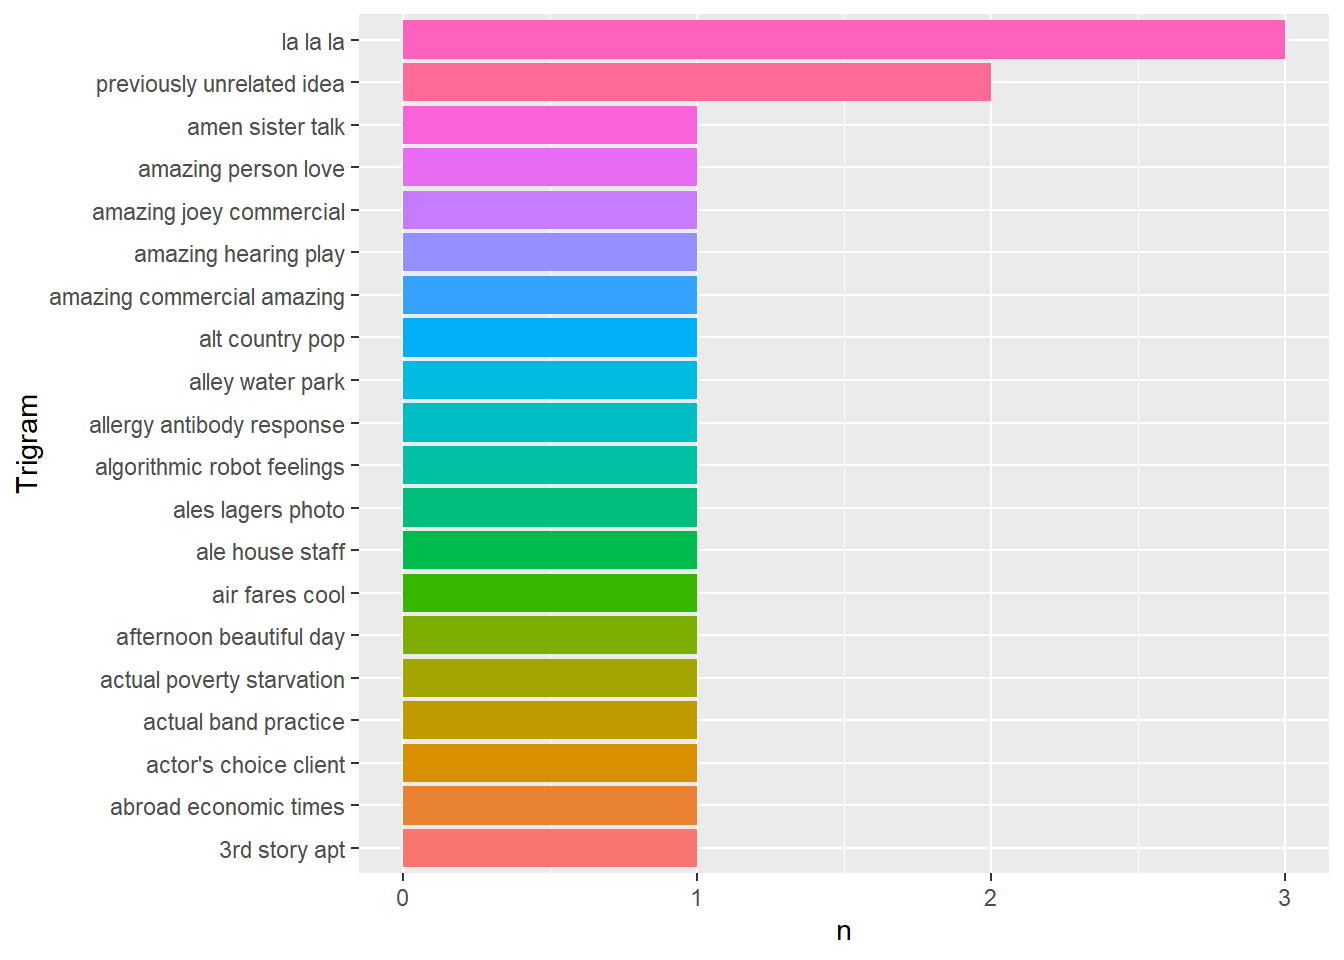 la la la
previously unrelated idea
amen sister talk
amazing person love
amazing joey commercial
amazing hearing play
amazing commercial amazing
alt country pop
alley water park
allergy antibody response
algorithmic robot feelings
ales lagers photo
ale house staff
air fares cool
afternoon beautiful day
actual poverty starvation
actual band practice
actor's choice client
abroad economic times
3rd story apt
Trigram
0 1 2 3
n